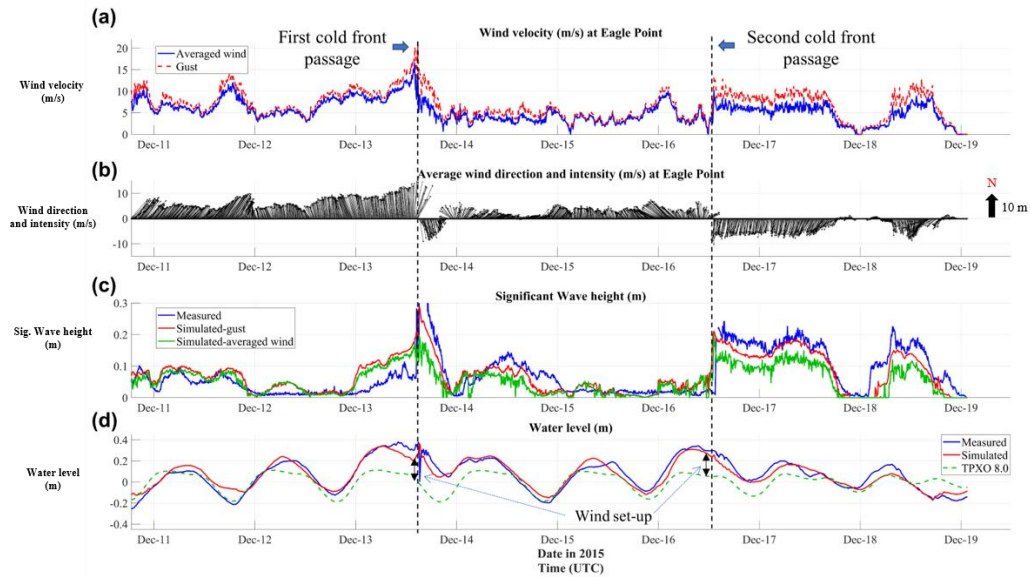 (a)
Wind velocity (m/s) at Eagle Point
First cold front
passage
Second cold front
passage
Averaged wind
Gust
Wind velocity
(m/s)
20
15
10
5
0
Dec-11 Dec-12 Dec-13 Dec-14 Dec-15 Dec-16 Dec-17 Dec-18 Dec-19
(b)
Average wind direction and intensity (m/s) at Eagle Point
N
10 m
Wind direction
and intensity (m/s)
10
0
-10
Dec-11 Dec-12 Dec-13 Dec-14 Dec-15 Dec-16 Dec-17 Dec-18 Dec-19
(c)
Significant Wave height (m)
Measured
Simulated-gust
Simulated-averaged wind
Sig. Wave height
(m)
0.3
0.2
0.1
0
Dec-11 Dec-12 Dec-13 Dec-14 Dec-15 Dec-16 Dec-17 Dec-18 Dec-19
(d)
Water level (m)
Measured
Simulated
TPXO 8.0
Water level
(m)
0.4
0.2
0
-0.2
-0.4
Wind set-up
Dec-11 Dec-12 Dec-13 Dec-14 Dec-15 Dec-16 Dec-17 Dec-18 Dec-19
Date in 2015
Time (UTC)